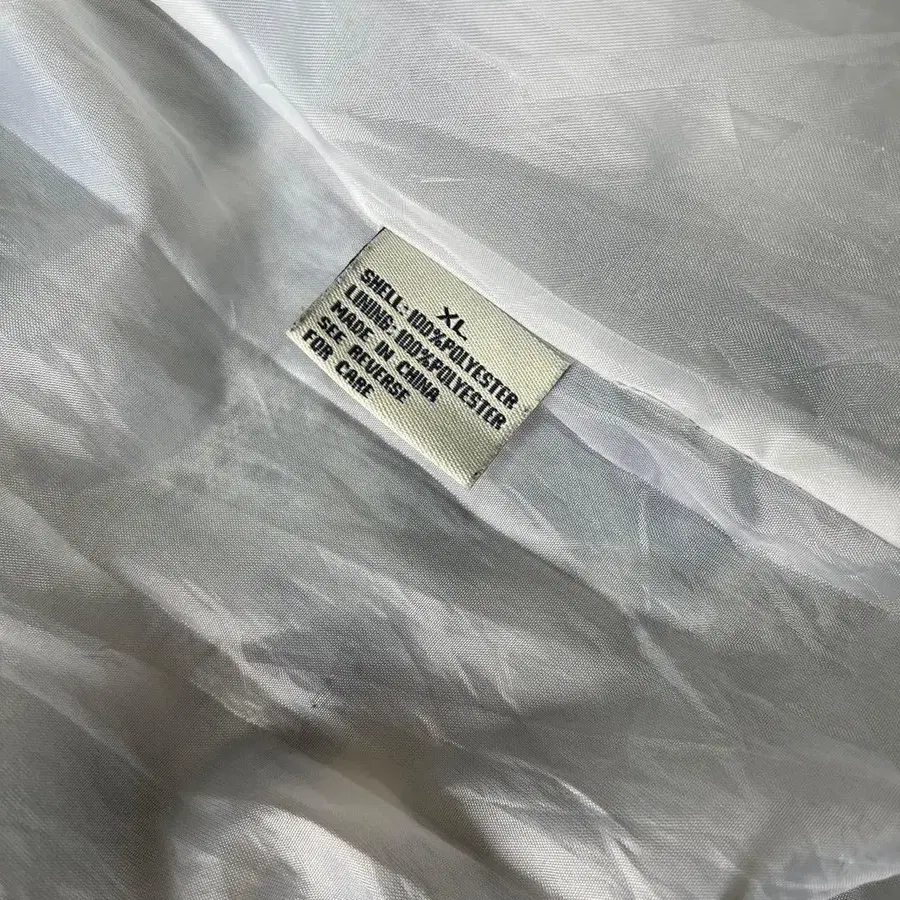 XL
SHELL: 100%POLYESTER
LINING: 100%POLYESTER
MADE IN CHINA
SEE REVERSE
FOR CARE